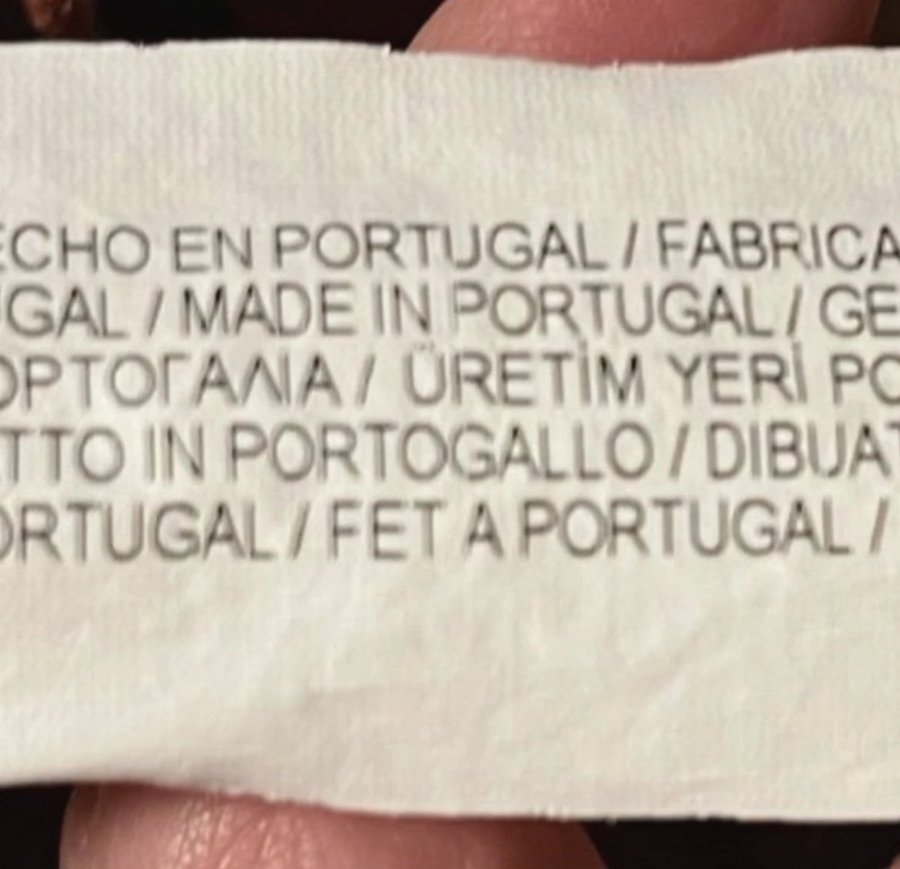 ECHO EN PORTUGAL / FABRICA
UGAL / MADE IN PORTUGAL / GE
ΟΡΤΟΓΑΛΙΑ / ÜRETİM YERİ PO
TTO IN PORTOGALLO / DIBUAT
ORTUGAL / FET A PORTUGAL /